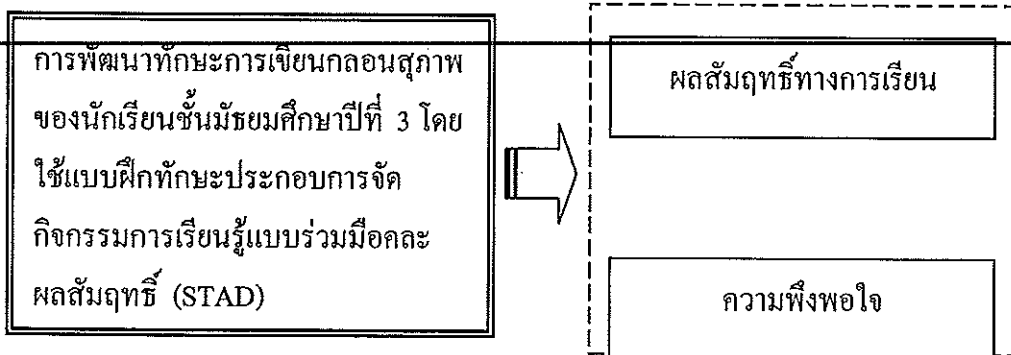 การพัฒนาทักษะการเขียนกลอนสุภาพ
ของนักเรียนชั้นมัธยมศึกษาปีที่ 3 โดย
ใช้แบบฝึกทักษะประกอบการจัด
กิจกรรมการเรียนรู้แบบร่วมมือคละ
ผลสัมฤทธิ์ (STAD)
ผลสัมฤทธิ์ทางการเรียน
ความพึงพอใจ